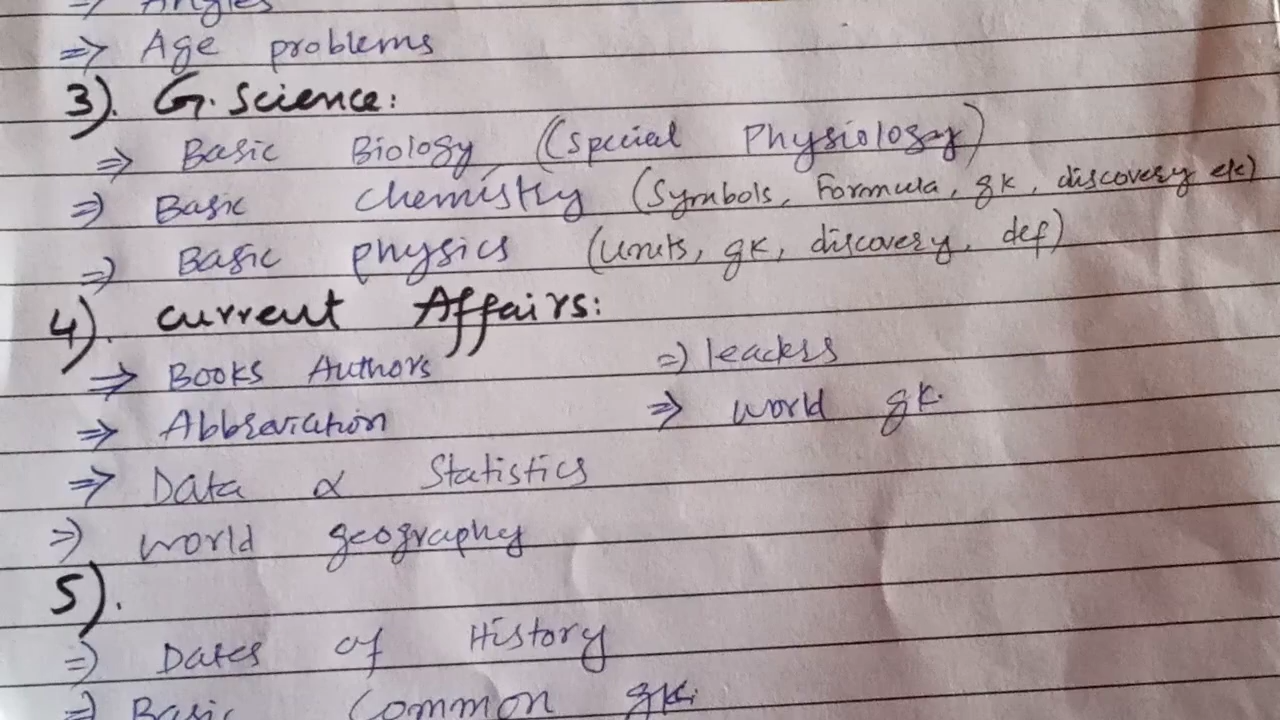 ⇒ Angles
⇒ Age problems
3). G. Science:
⇒ Basic Biology (Special Physiology)
⇒ Basic chemistry (Symbols, Formula, gk, discovery etc)
⇒ Basic physics (Units, gk, discovery, def)
4). Current Affairs:
⇒ Books Authors ⇒ leaders
⇒ Abbreviation ⇒ world gk.
⇒ Data & Statistics
⇒ world geography
5).
⇒ Dates of History
⇒ Basic Common gk.